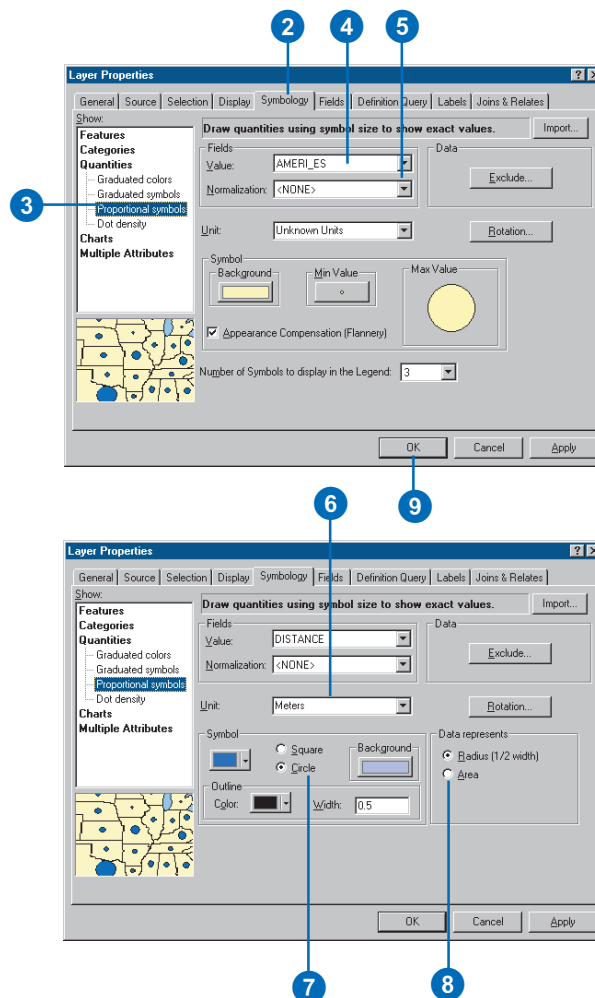 2 4 5
Layer Properties
General Source Selection Display Symbology Fields Definition Query Labels Joins & Relates
Show:
Features
Categories
Quantities
Graduated colors
Graduated symbols
Proportional symbols
Dot density
Charts
Multiple Attributes
3
Draw quantities using symbol size to show exact values.
Import...
Fields
Value: AMERI_ES
Normalization: <NONE>
Data
Exclude...
Unit: Unknown Units
Rotation...
Symbol
Background
Min Value
Max Value
Appearance Compensation (Flannery)
Number of Symbols to display in the Legend: 3
OK Cancel Apply
9
6
Layer Properties
General Source Selection Display Symbology Fields Definition Query Labels Joins & Relates
Show:
Features
Categories
Quantities
Graduated colors
Graduated symbols
Proportional symbols
Dot density
Charts
Multiple Attributes
Draw quantities using symbol size to show exact values.
Import...
Fields
Value: DISTANCE
Normalization: <NONE>
Data
Exclude...
Unit: Meters
Rotation...
Symbol
Square
Circle
Background
Outline
Color: Width: 0.5
Data represents
Radius (1/2 width)
Area
OK Cancel Apply
7 8